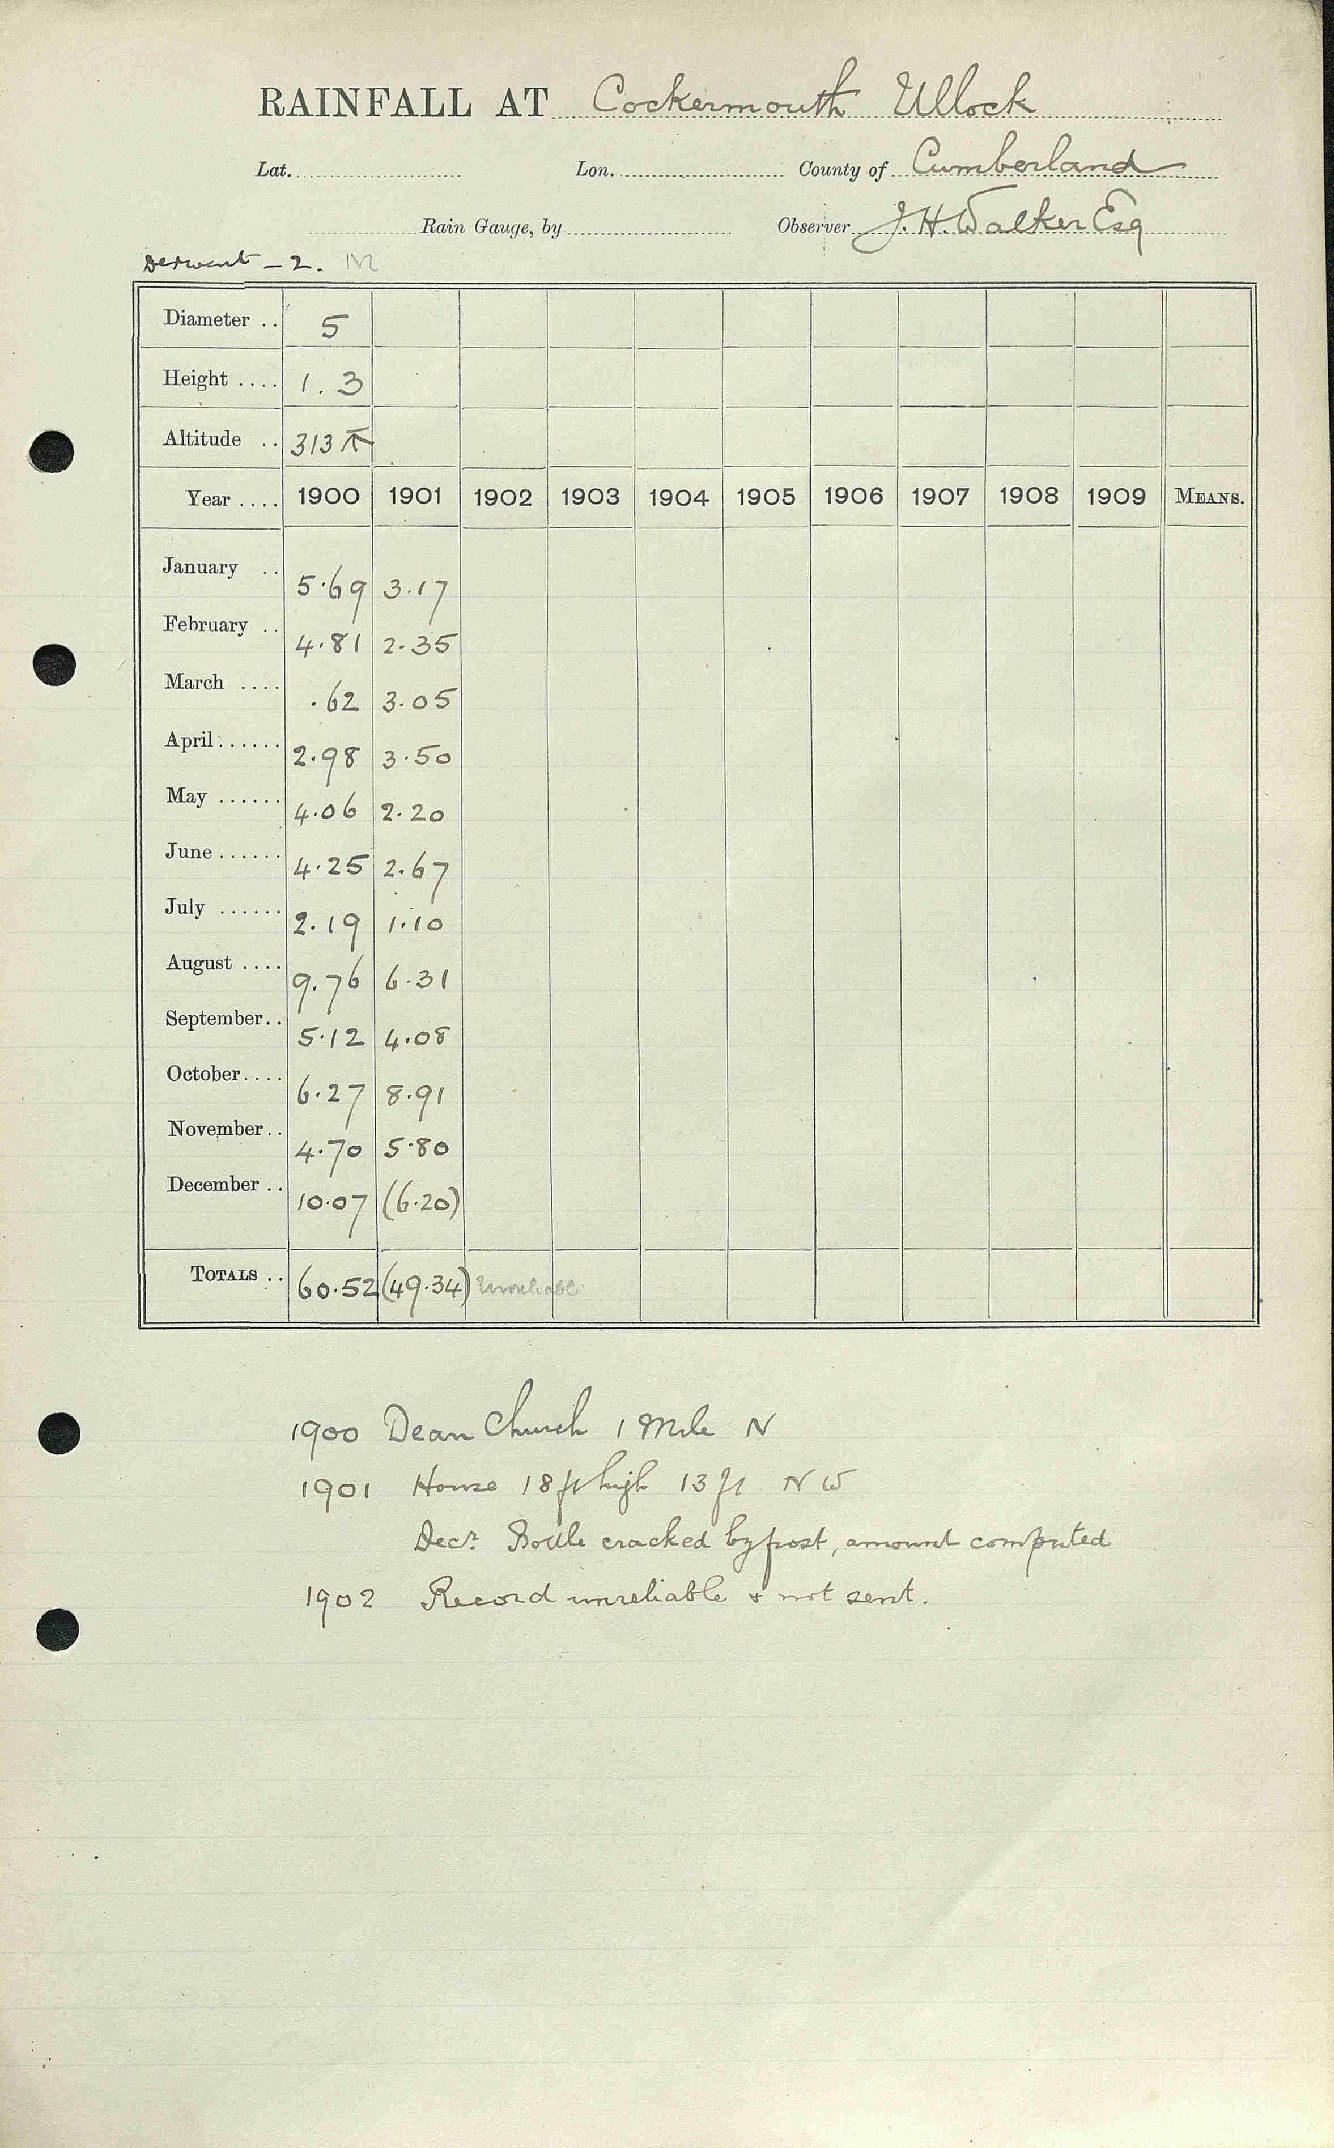 RAINFALL AT Cockermouth Ullock
Lat. Lon. County of Cumberland
Rain Gauge, by Observer J. H. Walker Esq
Derwent - 2.
Diameter .. 5
Height .... 1. 3
Altitude .. 313
Year .... 1900 1901 1902 1903 1904 1905 1906 1907 1908 1909 MEANS.
January .. 5.69 3.17
February .. 4.81 2.35
March .... .62 3.05
April ...... 2.98 3.50
May ...... 4.06 2.20
June ...... 4.25 2.67
July ...... 2.19 1.10
August .... 9.76 6.31
September .. 5.12 4.08
October .... 6.27 8.91
November .. 4.70 5.80
December .. 10.07 (6.20)
TOTALS .. 60.52 (49.34) Unreliable
1900 Dean Church 1 Mile N
1901 House 18 ft high 13 ft N W
Decr. Bottle cracked by frost, amount computed
1902 Record unreliable & not sent.